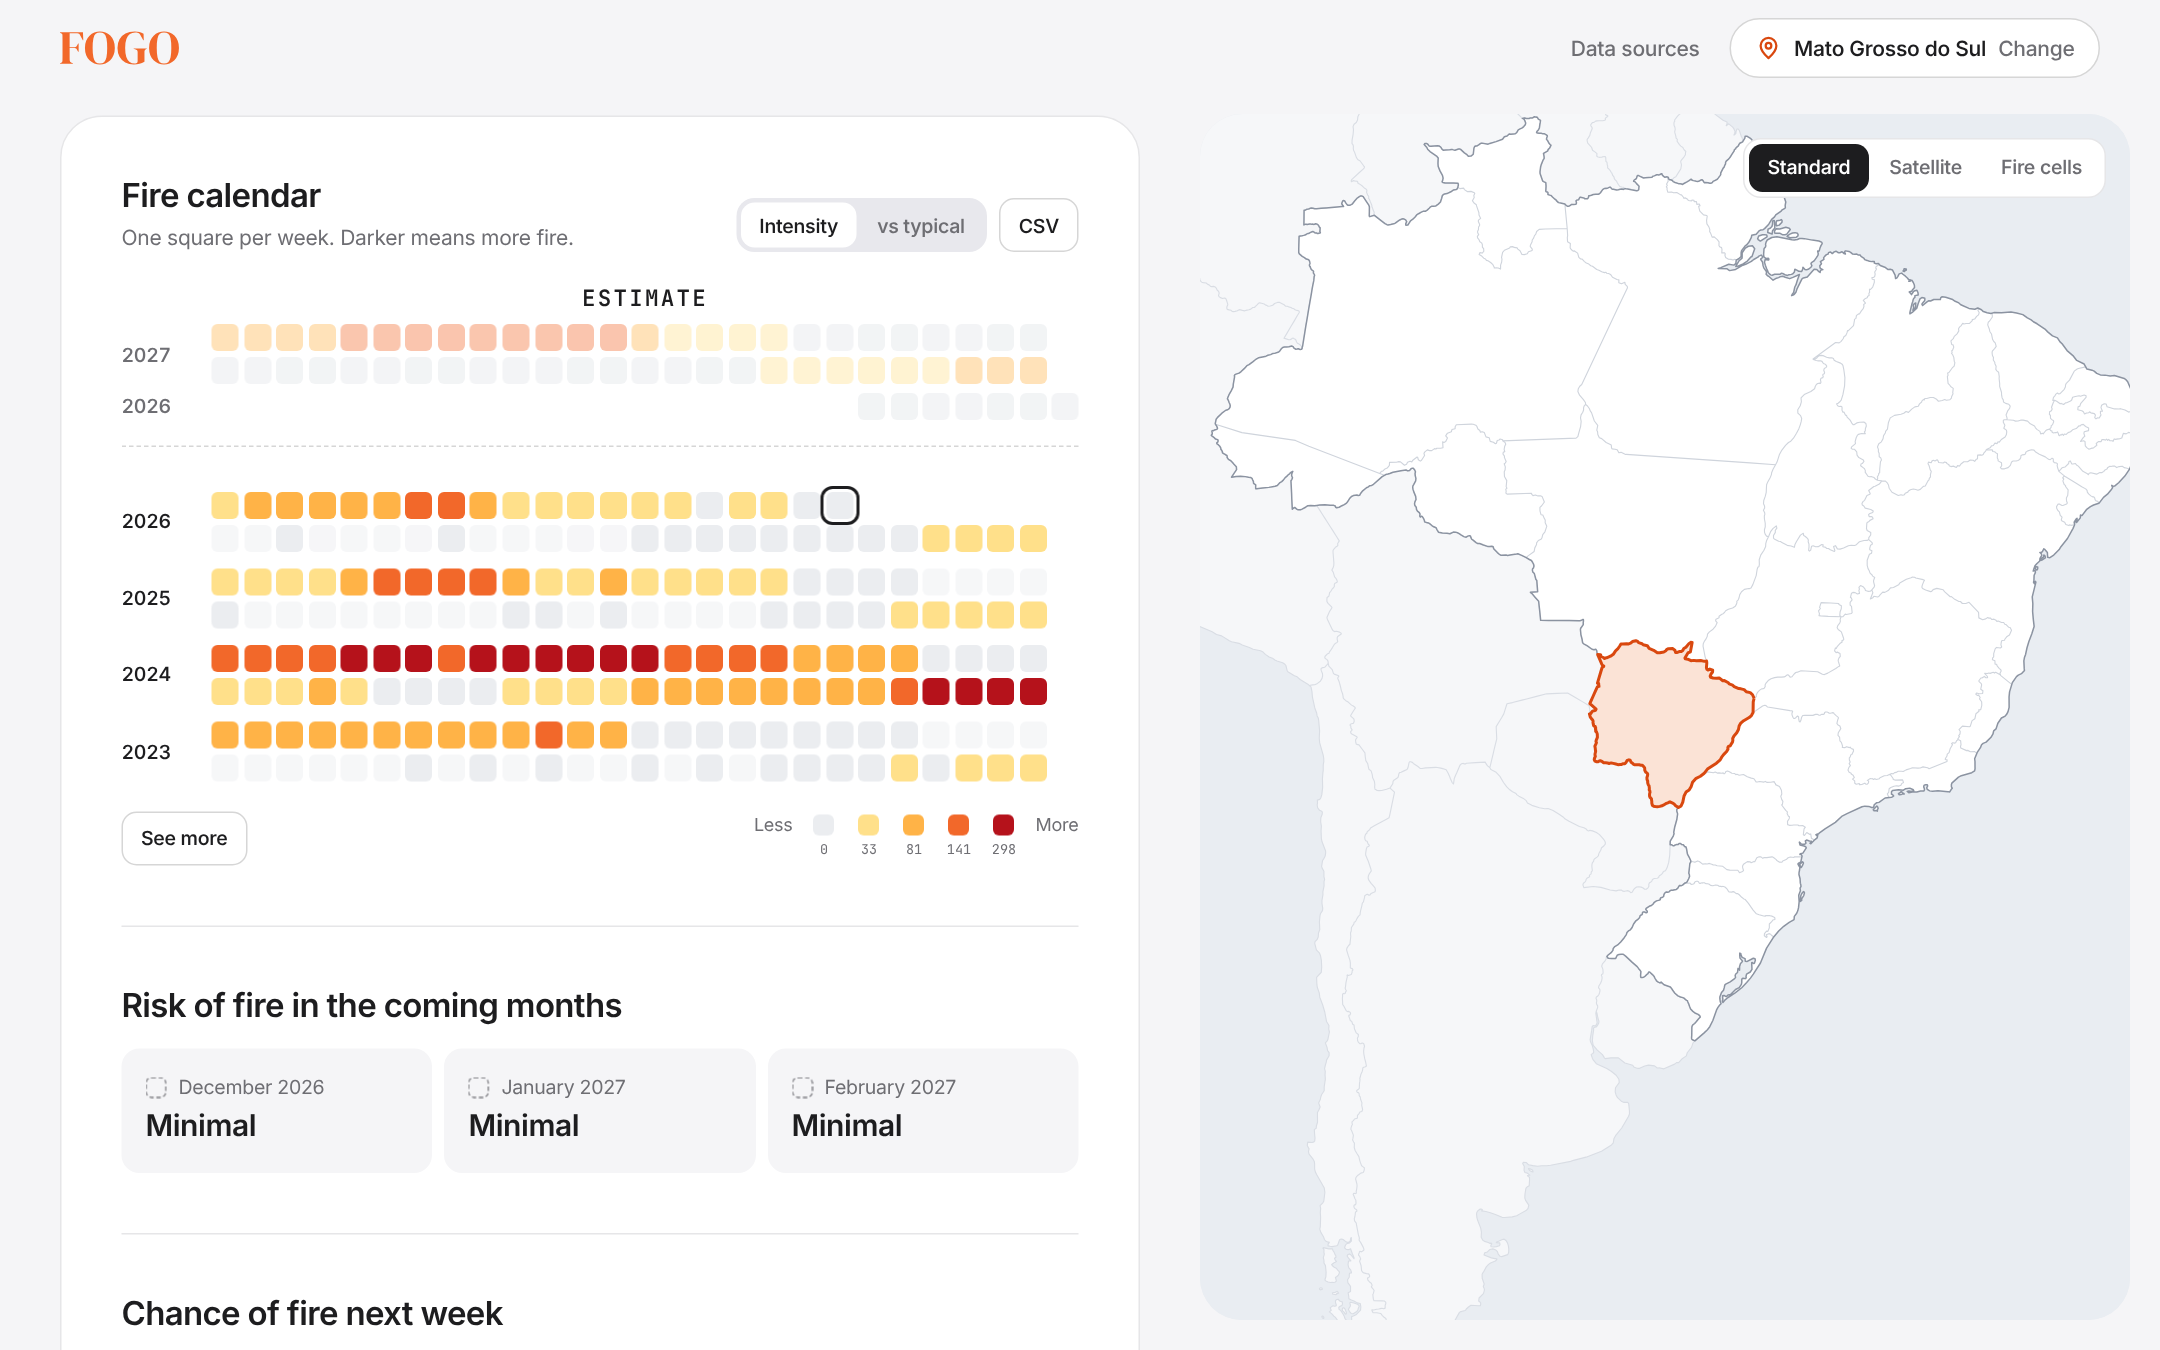 FOGO
Data sources
Mato Grosso do Sul Change
Fire calendar
One square per week. Darker means more fire.
Intensity
vs typical
CSV
ESTIMATE
2027
2026
2026
2025
2024
2023
See more
Less
More
0 33 81 141 298
Risk of fire in the coming months
December 2026
Minimal
January 2027
Minimal
February 2027
Minimal
Chance of fire next week
Standard
Satellite
Fire cells